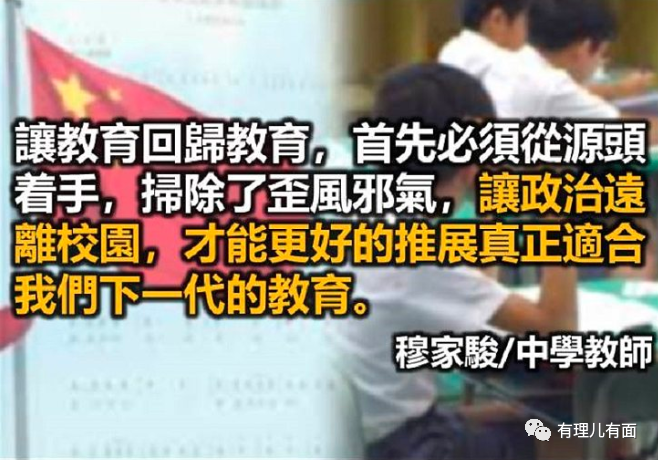 讓教育回歸教育，首先必須從源頭
着手，掃除了歪風邪氣，讓政治遠
離校園，才能更好的推展真正適合
我們下一代的教育。
穆家駿/中學教師
有理儿有面